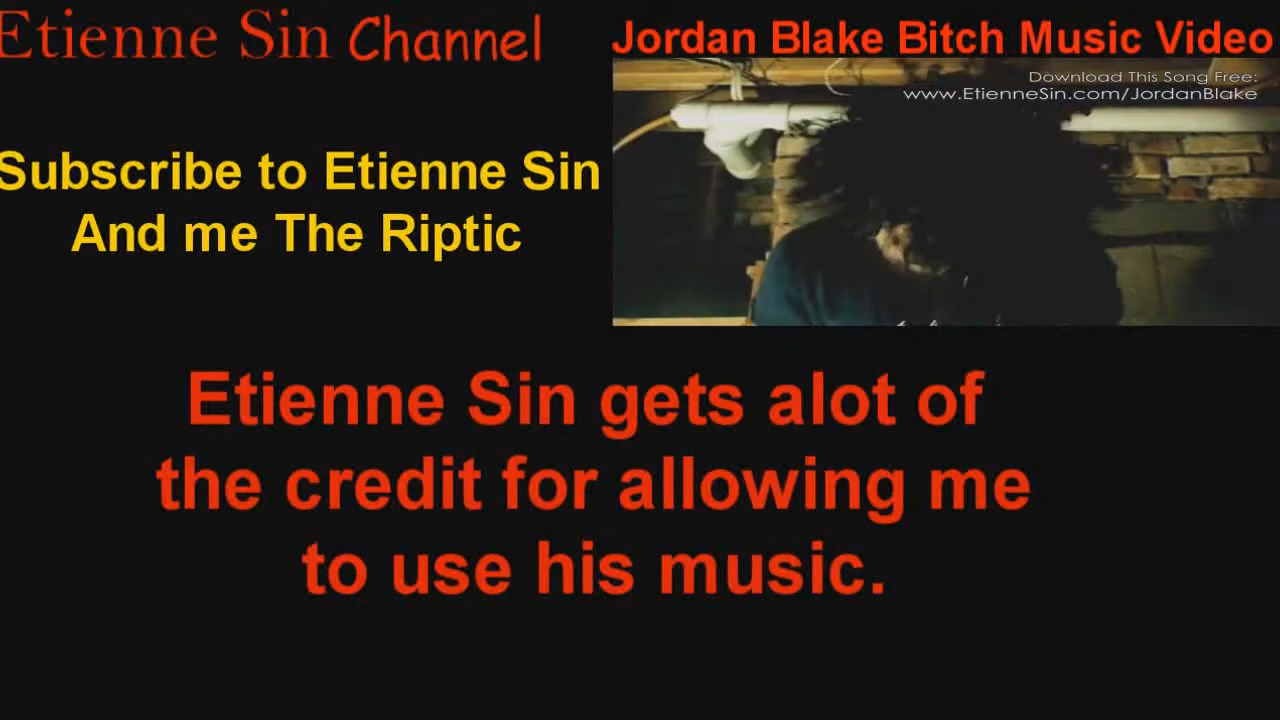 Etienne Sin Channel
Jordan Blake Bitch Music Video
Download This Song Free:
www.EtienneSin.com/JordanBlake
Subscribe to Etienne Sin
And me The Riptic
Etienne Sin gets alot of
the credit for allowing me
to use his music.